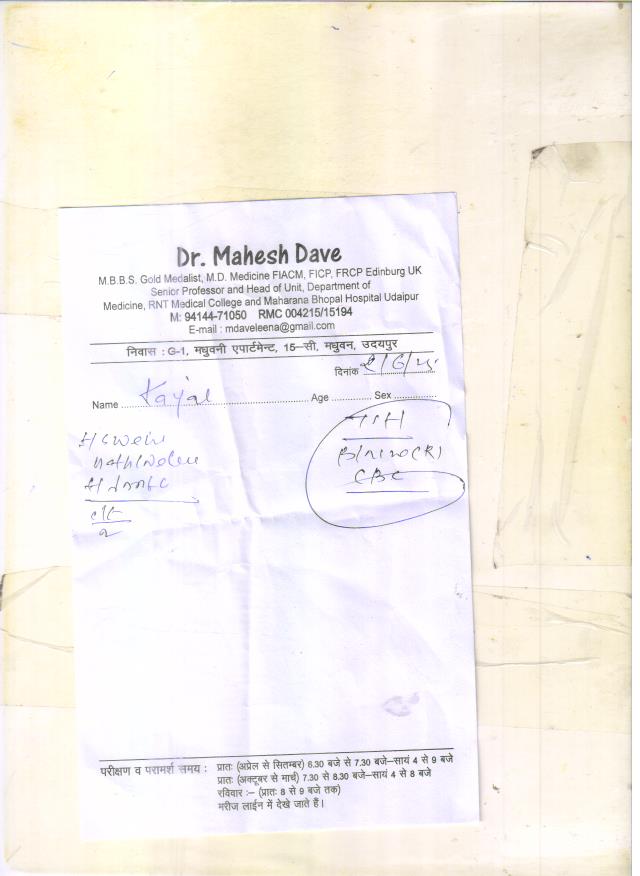 Dr. Mahesh Dave
M.B.B.S. Gold Medalist, M.D. Medicine FIACM, FICP, FRCP Edinburg UK
Senior Professor and Head of Unit, Department of
Medicine, RNT Medical College and Maharana Bhopal Hospital Udaipur
M: 94144-71050 RMC 004215/15194
E-mail : mdaveleena@gmail.com
निवास : G-1, मधुवनी एपार्टमेन्ट, 15-सी, मधुवन, उदयपुर
दिनांक
Name Kajal Age Sex
CBC
परीक्षण व परामर्श समय : प्रातः (अप्रेल से सितम्बर) 6.30 बजे से 7.30 बजे-सायं 4 से 9 बजे
प्रातः (अक्टूबर से मार्च) 7.30 से 8.30 बजे-सायं 4 से 8 बजे
रविवार :- (प्रातः 8 से 9 बजे तक)
मरीज लाईन में देखे जाते हैं।